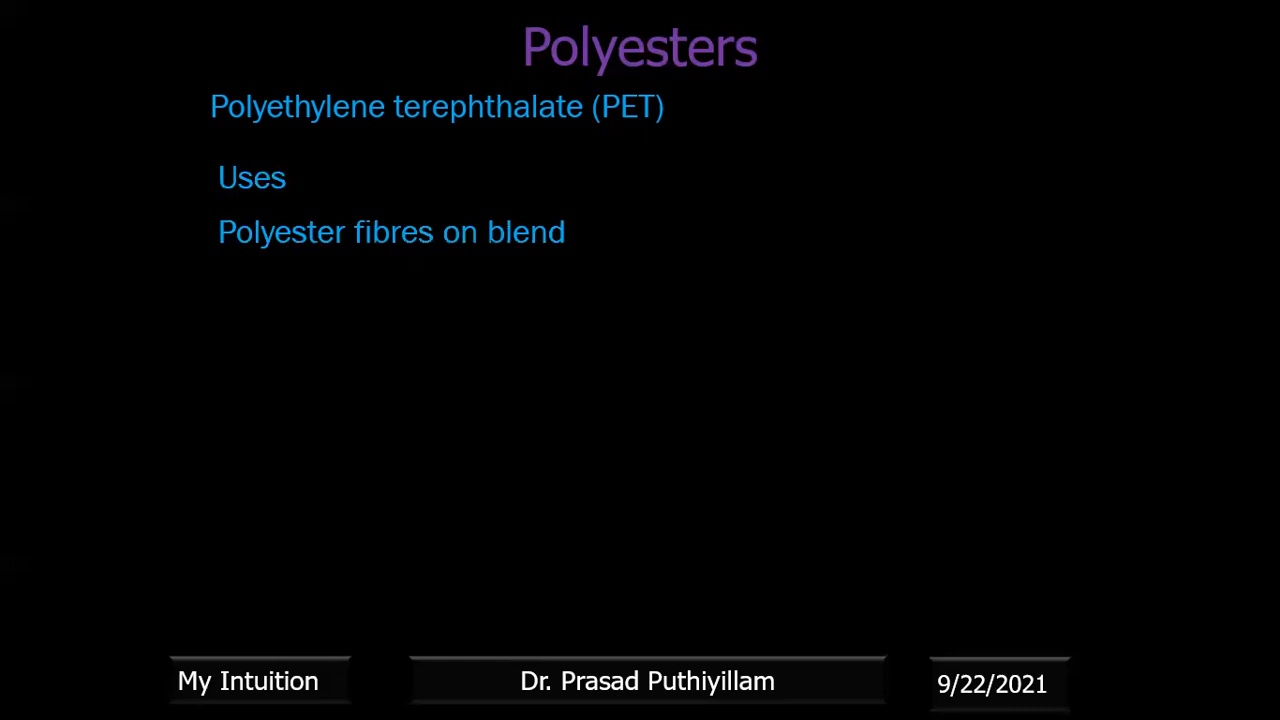 Polyesters
Polyethylene terephthalate (PET)
Uses
Polyester fibres on blend
My Intuition
Dr. Prasad Puthiyillam
9/22/2021